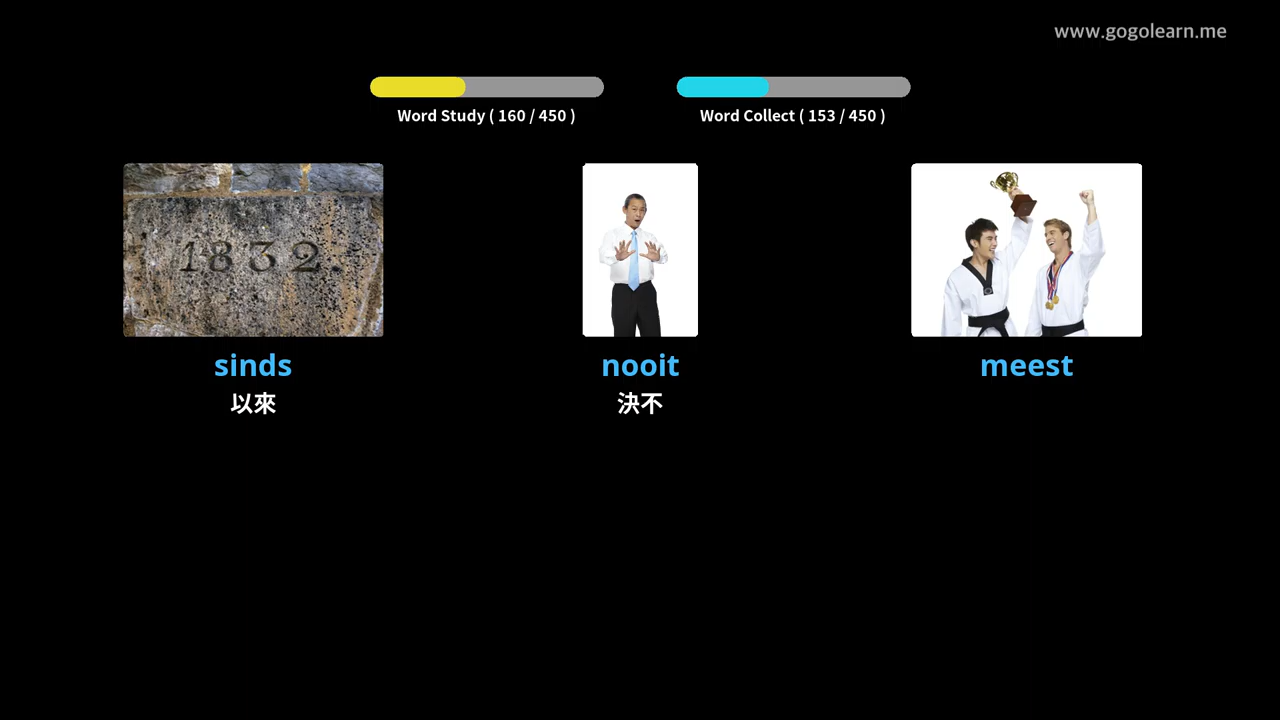 www.gogolearn.me
Word Study ( 160 / 450 )
Word Collect ( 153 / 450 )
1832
sinds
nooit
meest
以來
決不